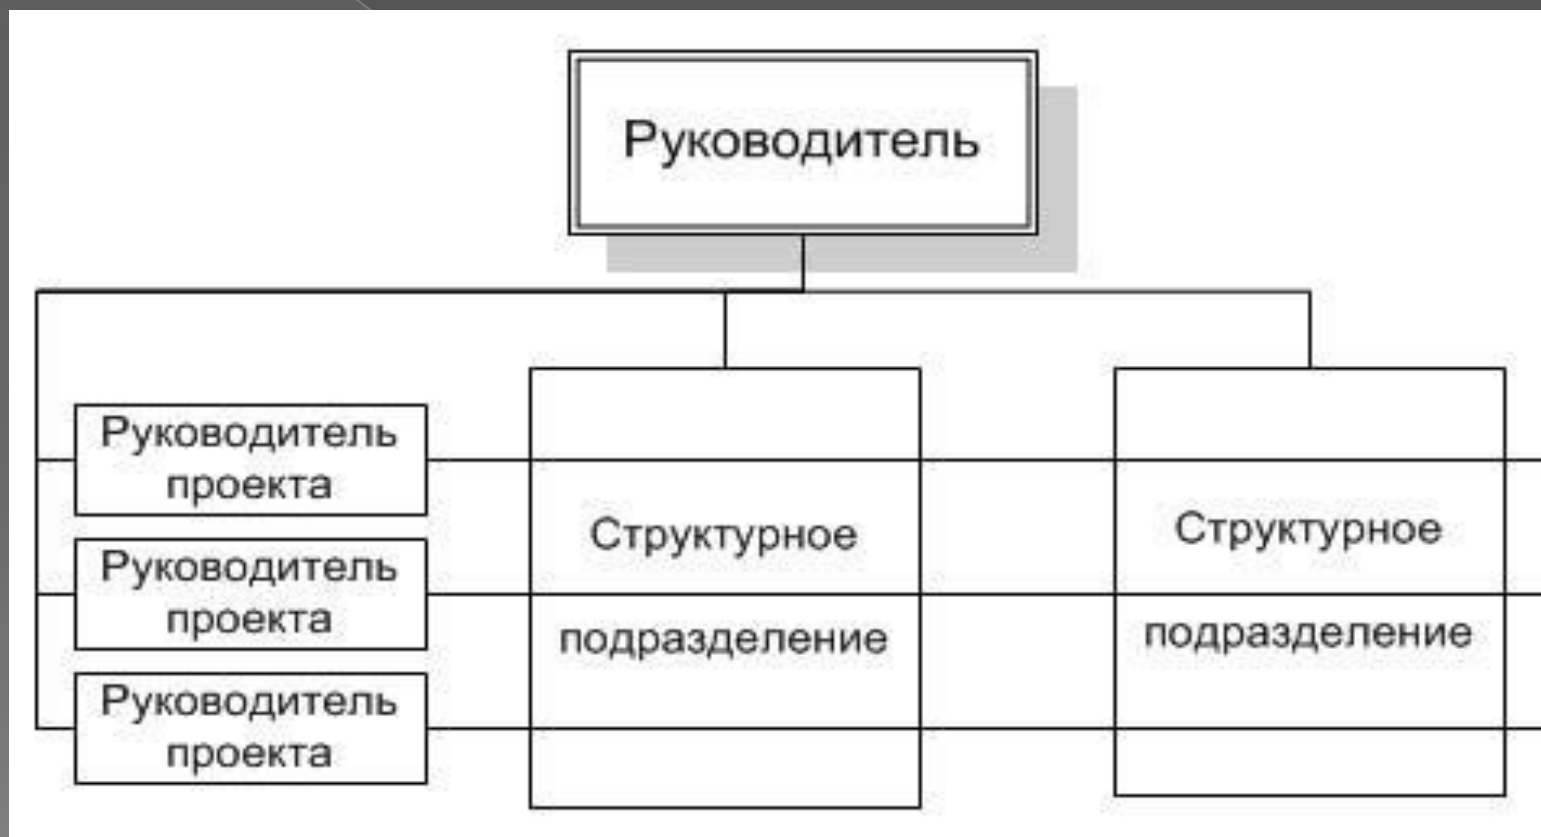 Руководитель
Руководитель
проекта
Руководитель
проекта
Руководитель
проекта
Структурное
подразделение
Структурное
подразделение